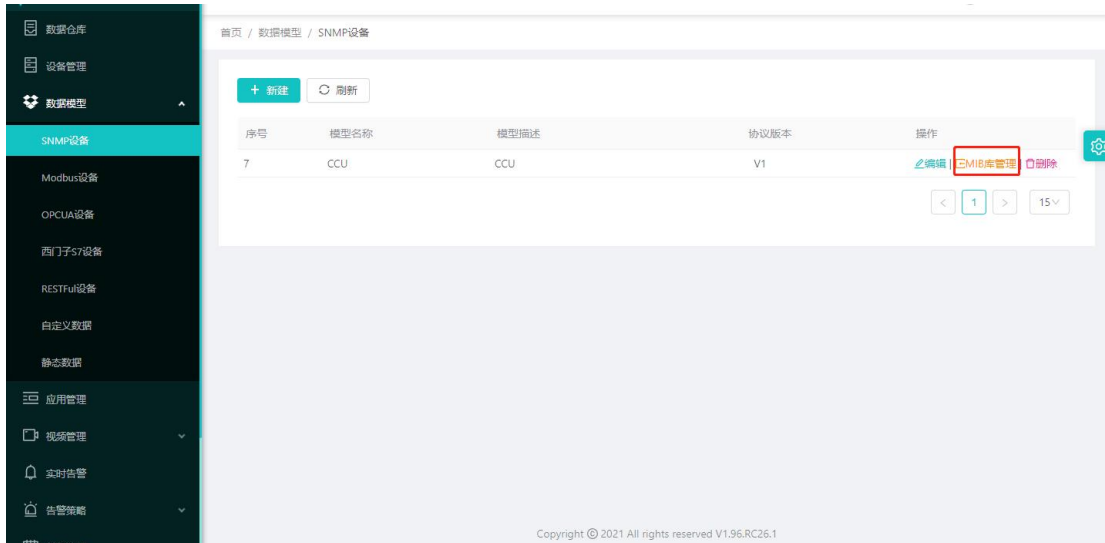 数据仓库
首页 / 数据模型 / SNMP设备
设备管理
数据模型
+ 新建 刷新
SNMP设备
序号 模型名称 模型描述 协议版本 操作
7 CCU CCU V1 编辑 | MIB库管理 | 删除
Modbus设备
< 1 > 15
OPCUA设备
西门子S7设备
RESTFul设备
自定义数据
静态数据
应用管理
视频管理
实时告警
告警策略
Copyright © 2021 All rights reserved V1.96.RC26.1